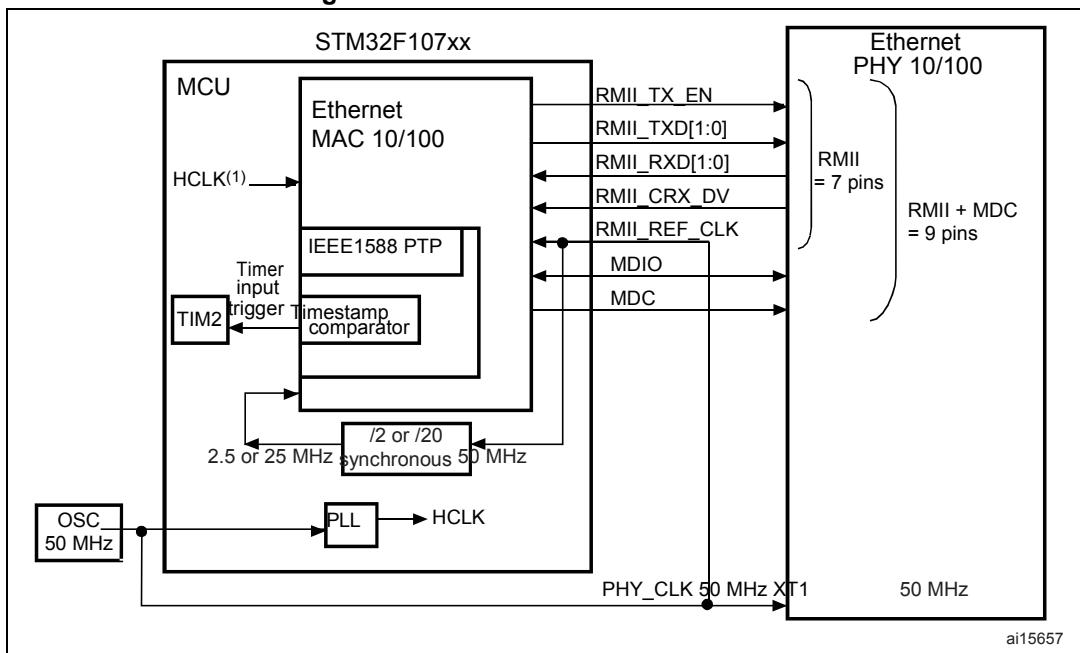 STM32F107xx
Ethernet
PHY 10/100
MCU
Ethernet
MAC 10/100
HCLK(1)
RMII_TX_EN
RMII_TXD[1:0]
RMII_RXD[1:0]
RMII_CRX_DV
RMII_REF_CLK
MDIO
MDC
RMII
= 7 pins
RMII + MDC
= 9 pins
IEEE1588 PTP
Timer
input
trigger
TIM2
Timestamp
comparator
/2 or /20
2.5 or 25 MHz synchronous 50 MHz
OSC
50 MHz
PLL
HCLK
PHY_CLK 50 MHz XT1
50 MHz
ai15657